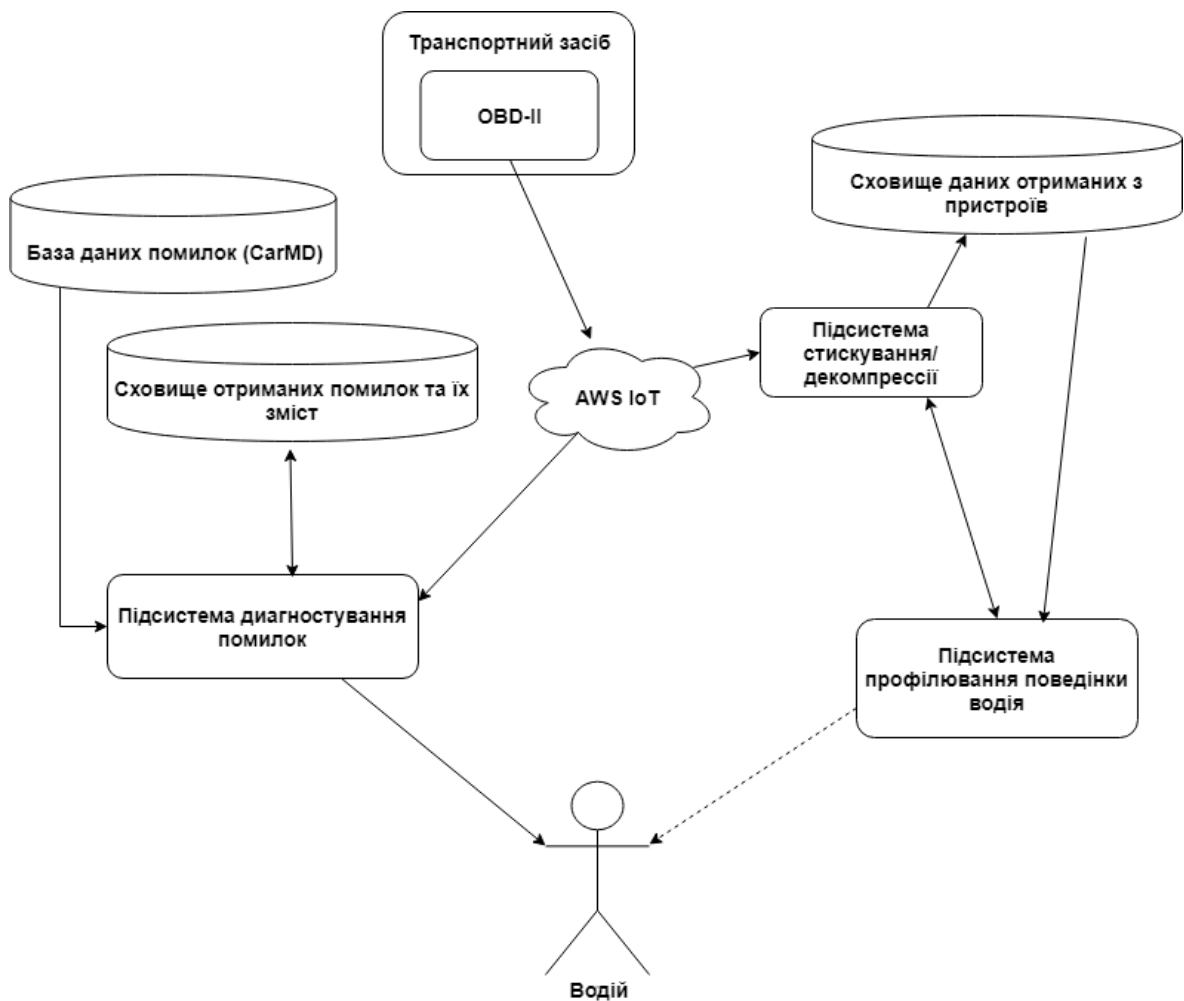 Транспортний засіб
OBD-II
Сховище даних отриманих з
пристроїв
База даних помилок (CarMD)
Підсистема
стискування/
декомпрессії
Сховище отриманих помилок та їх
зміст
AWS IoT
Підсистема диагностування
помилок
Підсистема
профілювання поведінки
водія
Водій